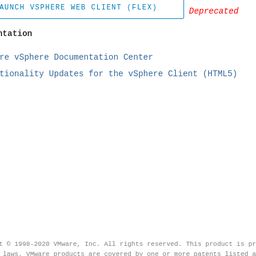 AUNCH VSPHERE WEB CLIENT (FLEX)
Deprecated
ntation
re vSphere Documentation Center
tionality Updates for the vSphere Client (HTML5)
t © 1998-2020 VMware, Inc. All rights reserved. This product is pr
laws. VMware products are covered by one or more patents listed a